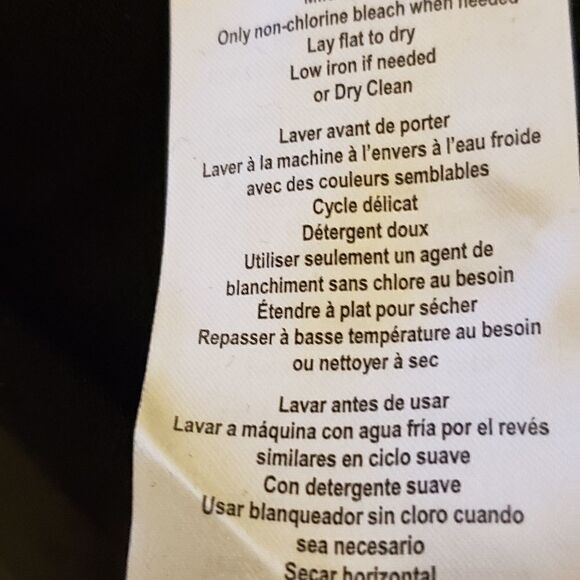 Only non-chlorine bleach when needed
Lay flat to dry
Low iron if needed
or Dry Clean
Laver avant de porter
Laver à la machine à l'envers à l'eau froide
avec des couleurs semblables
Cycle délicat
Détergent doux
Utiliser seulement un agent de
blanchiment sans chlore au besoin
Étendre à plat pour sécher
Repasser à basse température au besoin
ou nettoyer à sec
Lavar antes de usar
Lavar a máquina con agua fría por el revés
similares en ciclo suave
Con detergente suave
Usar blanqueador sin cloro cuando
sea necesario
Secar horizontal